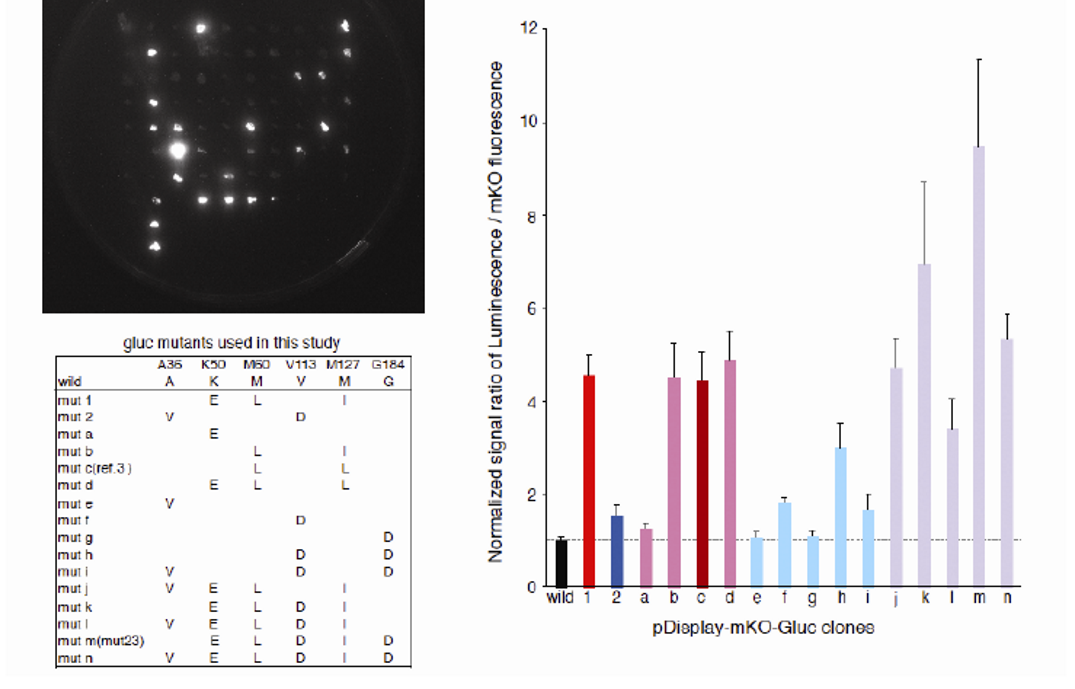 gluc mutants used in this study
A36 K50 M60 V113 M127 G184
wild A K M V M G
mut 1 E L I
mut 2 V D
mut a E
mut b L I
mut c(ref.3) L L
mut d E L L
mut e V
mut f D
mut g D
mut h D D
mut i V D D
mut j V E L I
mut k E L D I
mut l V E L D I
mut m(mut23) E L D I D
mut n V E L D I D
Normalized signal ratio of Luminescence / mKO fluorescence
12
10
8
6
4
2
0
wild 1 2 a b c d e f g h i j k l m n
pDisplay-mKO-Gluc clones